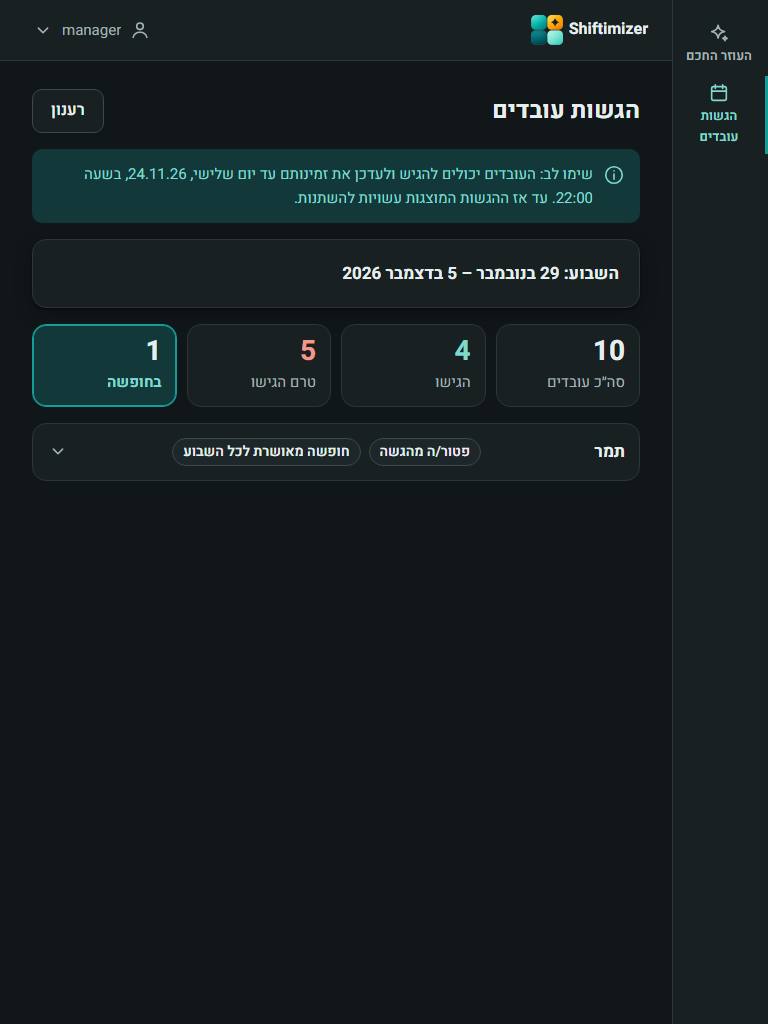 Shiftimizer
manager
העוזר החכם
הגשות
עובדים
הגשות עובדים
רענון
שימו לב: העובדים יכולים להגיש ולעדכן את זמינותם עד יום שלישי, 24.11.26, בשעה
22:00. עד אז ההגשות המוצגות עשויות להשתנות.
השבוע: 29 בנובמבר – 5 בדצמבר 2026
10
סה"כ עובדים
4
הגישו
5
טרם הגישו
1
בחופשה
תמר
פטור/ה מהגשה
חופשה מאושרת לכל השבוע